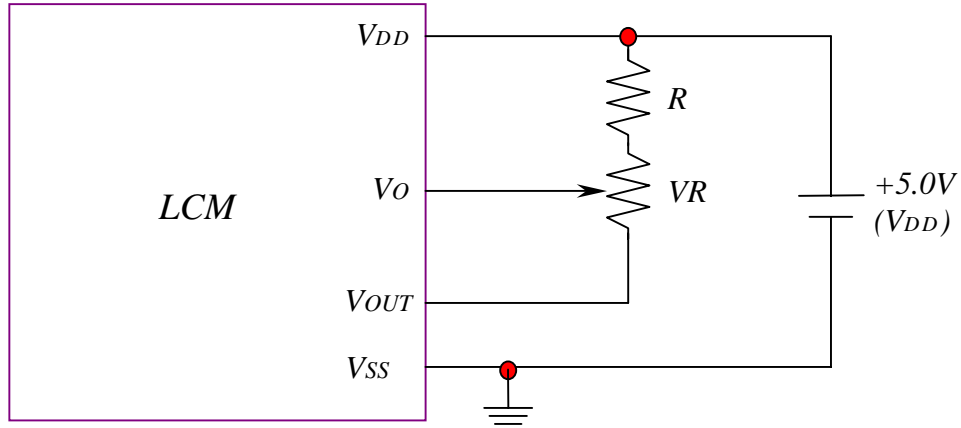 VDD
R
LCM
VO
VR
+5.0V
(VDD)
VOUT
VSS